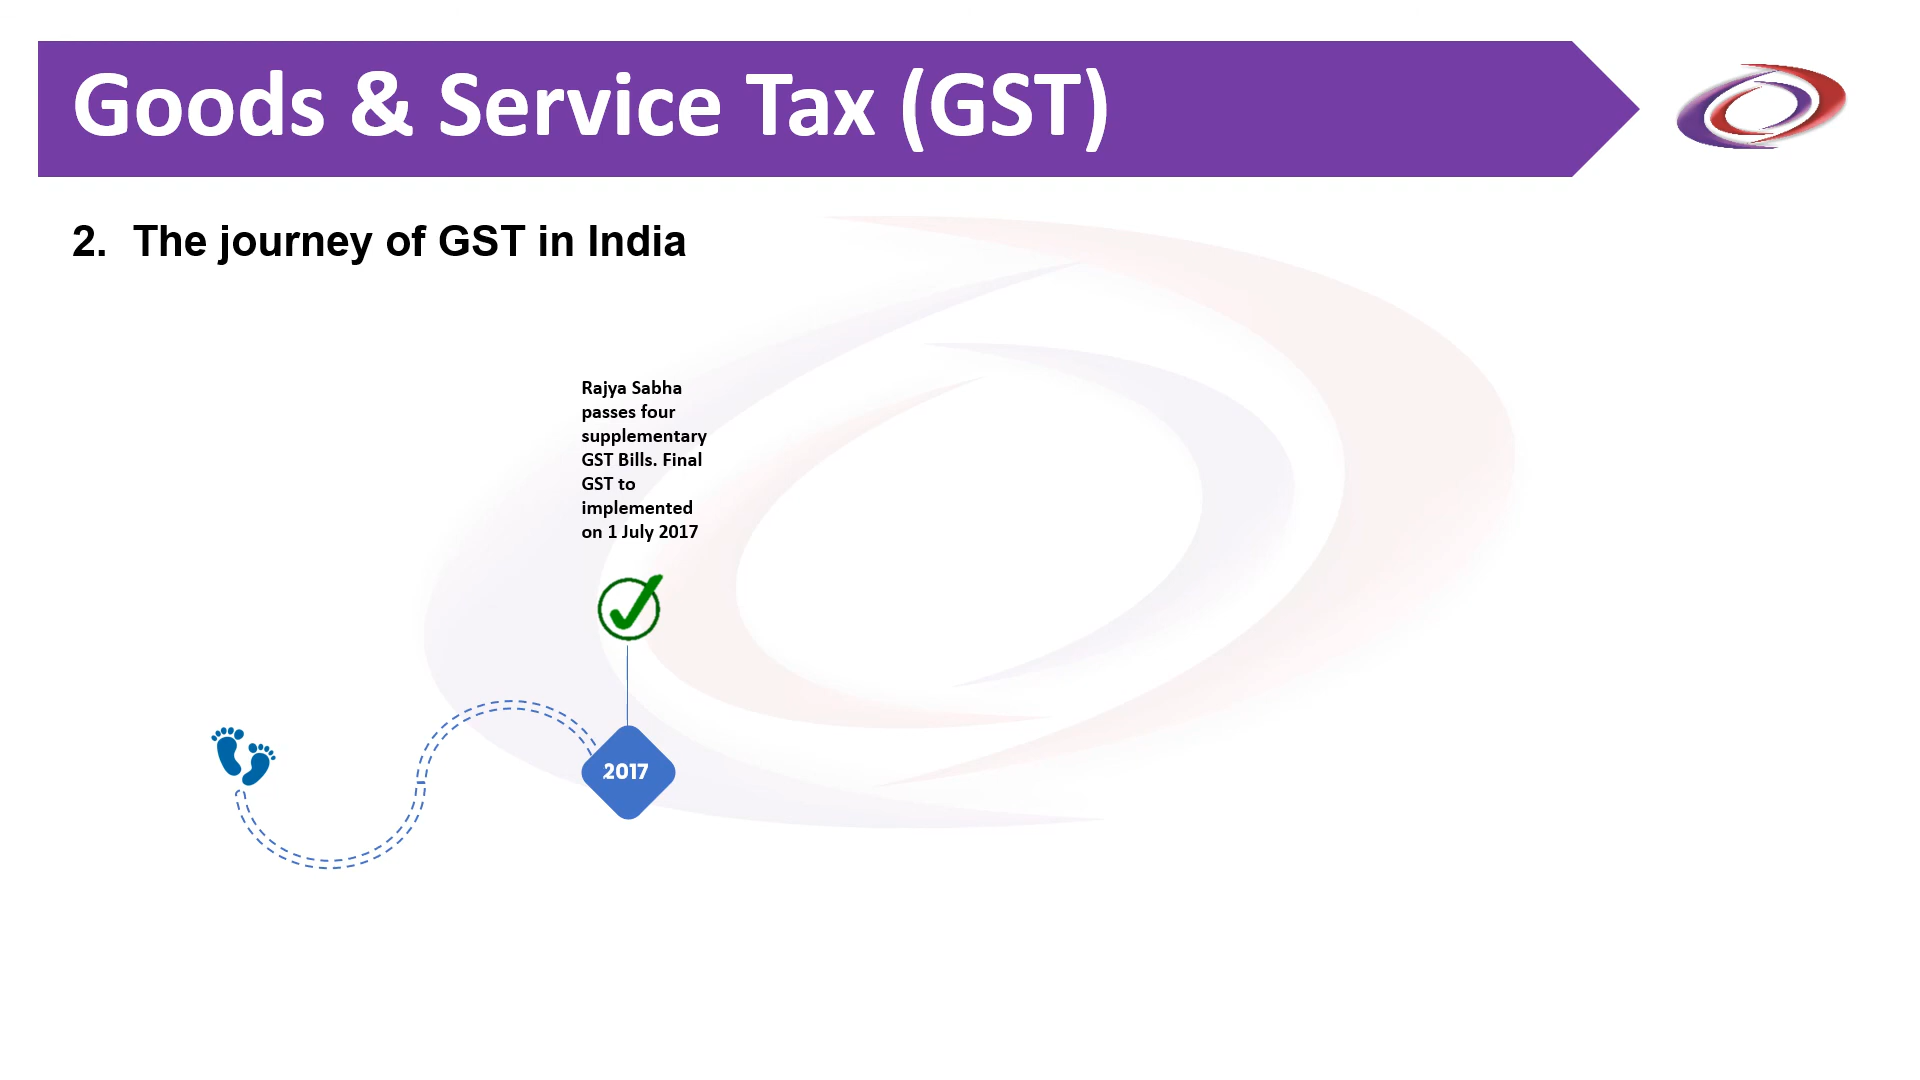 Goods & Service Tax (GST)
2. The journey of GST in India
Rajya Sabha
passes four
supplementary
GST Bills. Final
GST to
implemented
on 1 July 2017
2017